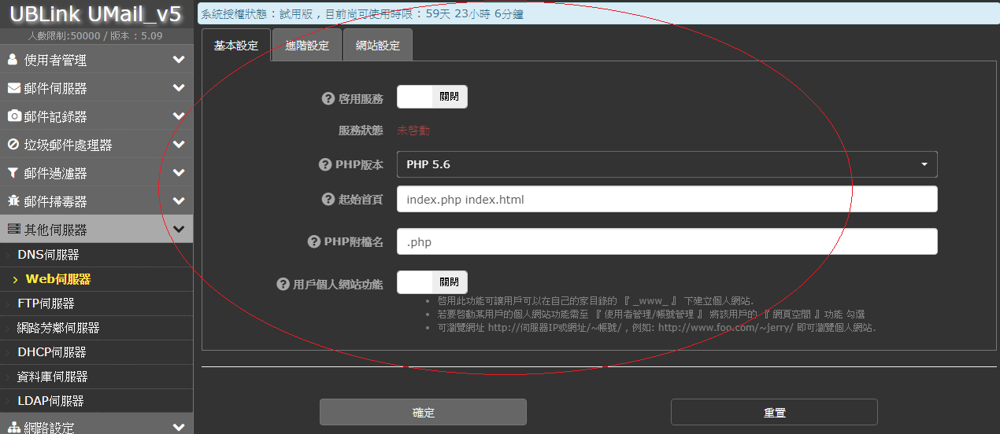 UBLink UMail_v5
人數限制:50000 / 版本 : 5.09
使用者管理
郵件伺服器
郵件記錄器
垃圾郵件處理器
郵件過濾器
郵件掃毒器
其他伺服器
DNS伺服器
Web伺服器
FTP伺服器
網路芳鄰伺服器
DHCP伺服器
資料庫伺服器
LDAP伺服器
網路設定
系統授權狀態：試用版 , 目前尚可使用時限：59天 23小時 6分鐘
基本設定 進階設定 網站設定
啓用服務 關閉
服務狀態 未啓動
PHP版本 PHP 5.6
起始首頁 index.php index.html
PHP附檔名 .php
用戶個人網站功能 關閉
啓用此功能可讓用戶可以在自己的家目錄的 『 _www_ 』 下建立個人網站.
若要啓動某用戶的個人網站功能需至 『 使用者管理/帳號管理 』 將該用戶的 『 網頁空間 』功能 勾選
可瀏覽網址 http://伺服器IP或網址/~帳號/ , 例如: http://www.foo.com/~jerry/ 即可瀏覽個人網站.
確定 重置